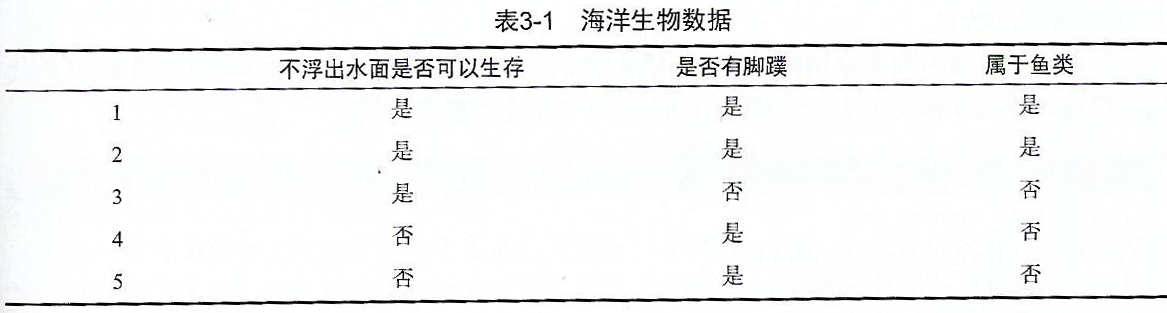 表3-1 海洋生物数据
不浮出水面是否可以生存 是否有脚蹼 属于鱼类
1 是 是 是
2 是 是 是
3 是 否 否
4 否 是 否
5 否 是 否